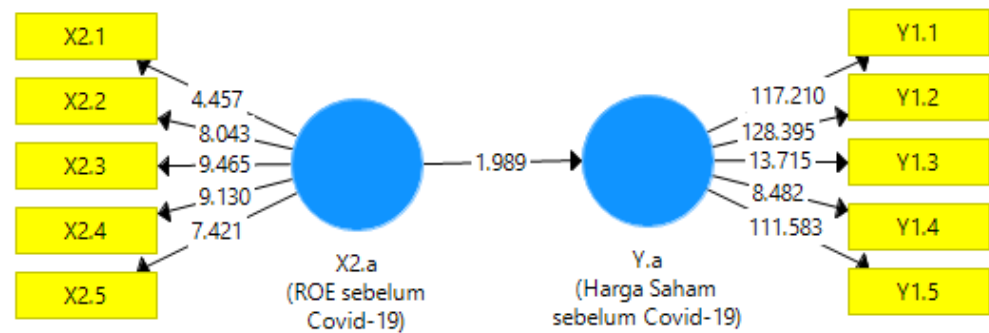 X2.1
X2.2
X2.3
X2.4
X2.5
4.457
8.043
9.465
9.130
7.421
X2.a
(ROE sebelum
Covid-19)
1.989
Y.a
(Harga Saham
sebelum Covid-19)
117.210
128.395
13.715
8.482
111.583
Y1.1
Y1.2
Y1.3
Y1.4
Y1.5